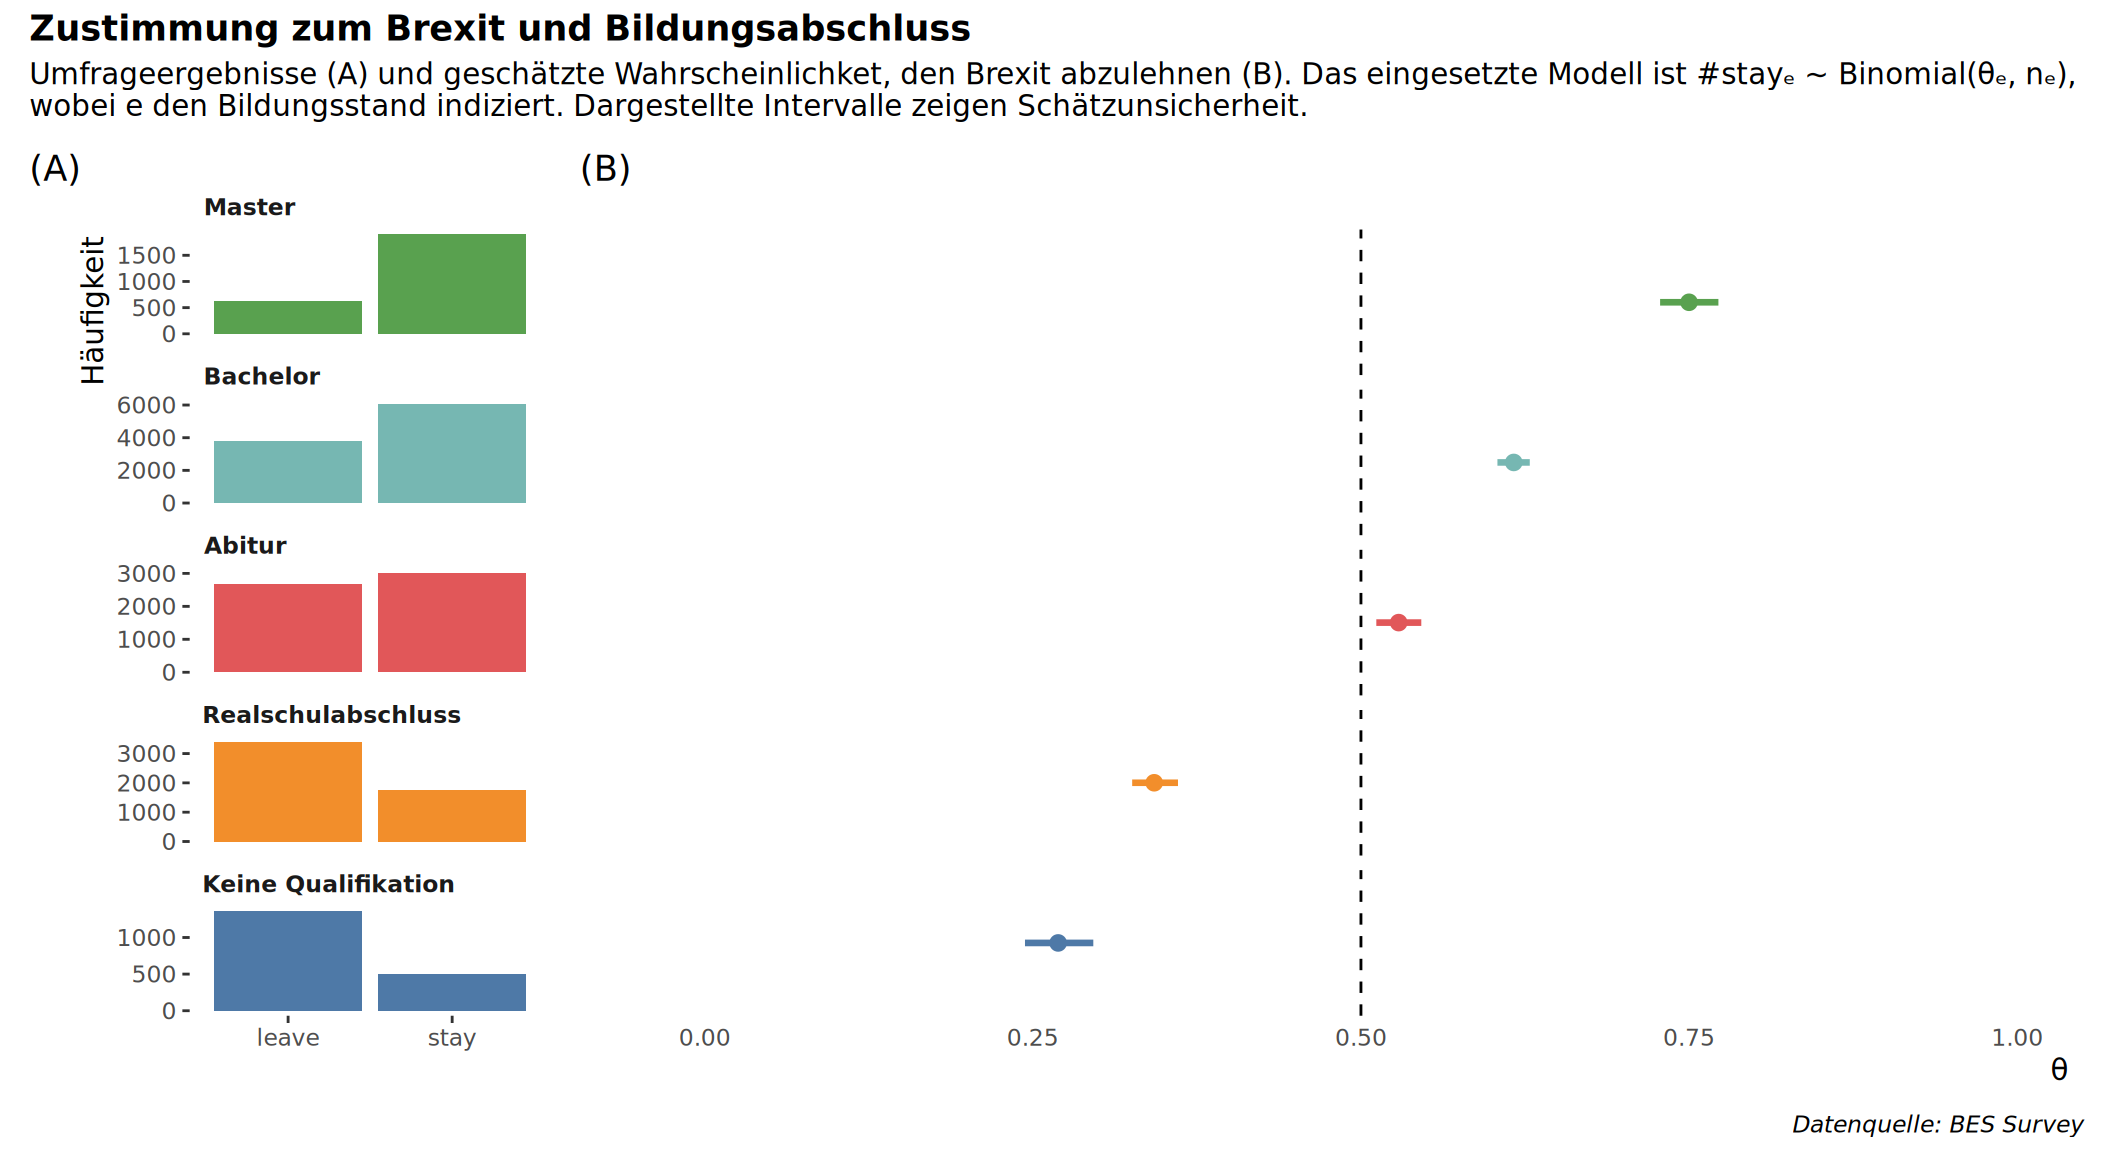 Zustimmung zum Brexit und Bildungsabschluss
Umfrageergebnisse (A) und geschätzte Wahrscheinlichket, den Brexit abzulehnen (B). Das eingesetzte Modell ist #stayₑ ~ Binomial(θₑ, nₑ),
wobei e den Bildungsstand indiziert. Dargestellte Intervalle zeigen Schätzunsicherheit.
(A)
Häufigkeit
Master
1500
1000
500
0
Bachelor
6000
4000
2000
0
Abitur
3000
2000
1000
0
Realschulabschluss
3000
2000
1000
0
Keine Qualifikation
1000
500
0
leave stay
(B)
0.00 0.25 0.50 0.75 1.00
θ
Datenquelle: BES Survey